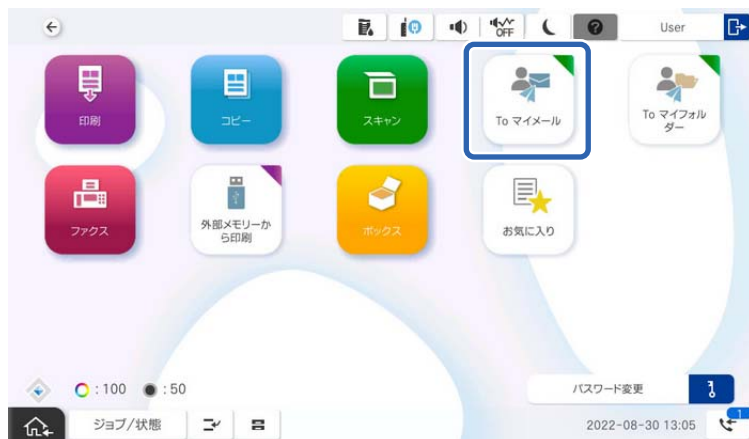 OFF
User
印刷
コピー
スキャン
To マイメール
To マイフォル
ダー
ファクス
外部メモリーか
ら印刷
ボックス
お気に入り
:100
:50
パスワード変更
ジョブ/状態
2022-08-30 13:05
1